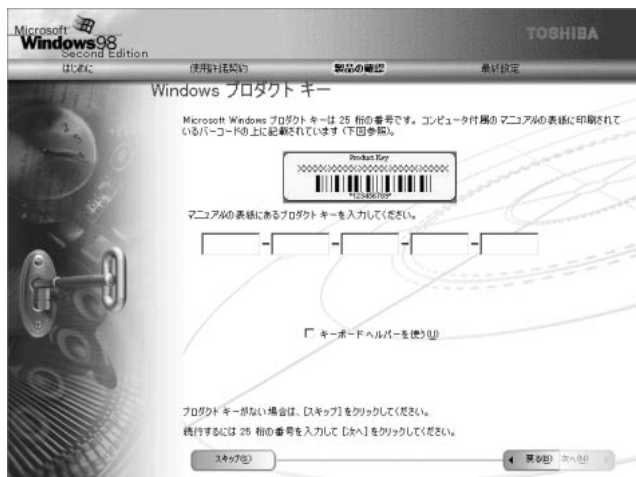 Microsoft
Windows98
Second Edition
TOSHIBA
はじめに 使用許諾契約 製品の確認 最終設定
Windows プロダクト キー
Microsoft Windows プロダクト キーは 25 桁の番号です。コンピュータ付属の マニュアルの表紙に印刷されて
いるバーコードの上に記載されています (下図参照)。
Product Key
XXXXX-XXXXX-XXXXX-XXXXX-XXXXX
*123456789*
マニュアルの表紙にあるプロダクト キーを入力してください。
- - - -
キーボード ヘルパーを使う(U)
プロダクト キーがない場合は、[スキップ] をクリックしてください。
続行するには 25 桁の番号を入力して [次へ] をクリックしてください。
スキップ(S) 戻る(B) 次へ(N)